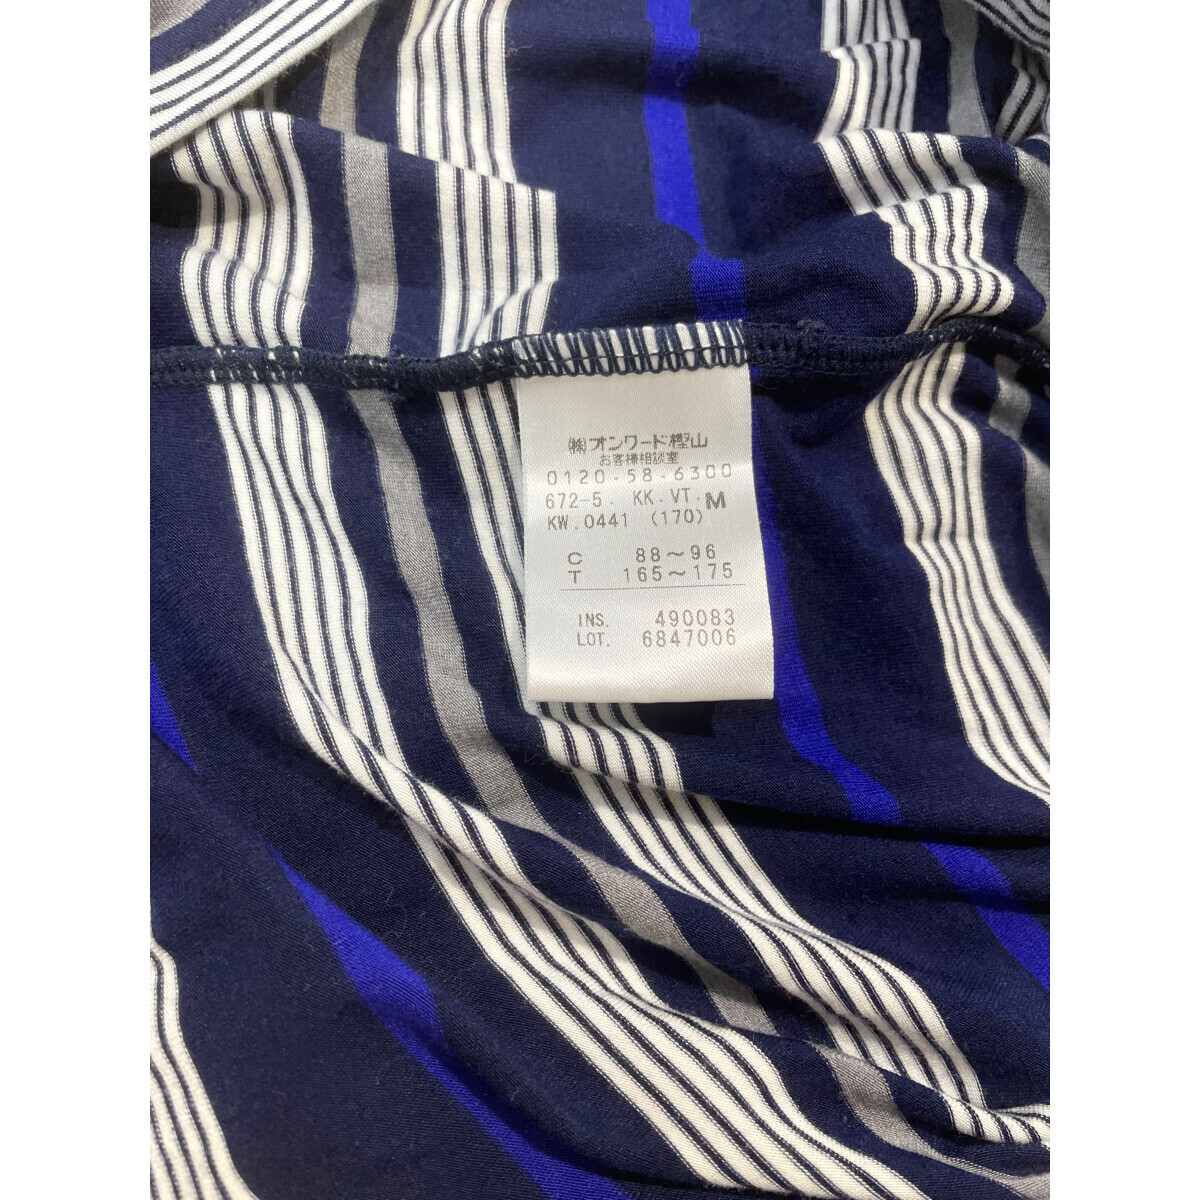 ㈱オンワード樫山
お客様相談室
0120-58-6300
672-5. KK.VT. M
KW.0441 (170)
C 88～96
T 165～175
INS. 490083
LOT. 6847006